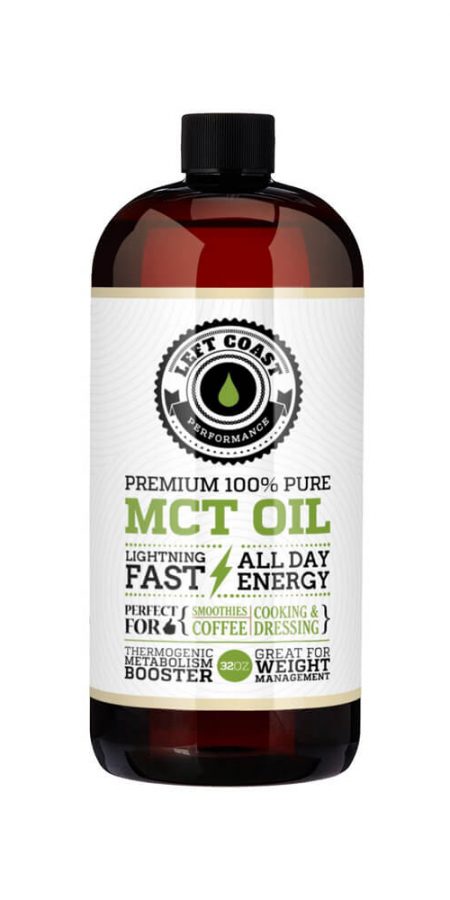 LEFT COAST
PERFORMANCE
PREMIUM 100% PURE
MCT OIL
LIGHTNING
FAST
ALL DAY
ENERGY
PERFECT
FOR
SMOOTHIES
COFFEE
COOKING &
DRESSING
THERMOGENIC
METABOLISM
BOOSTER
32OZ
GREAT FOR
WEIGHT
MANAGEMENT